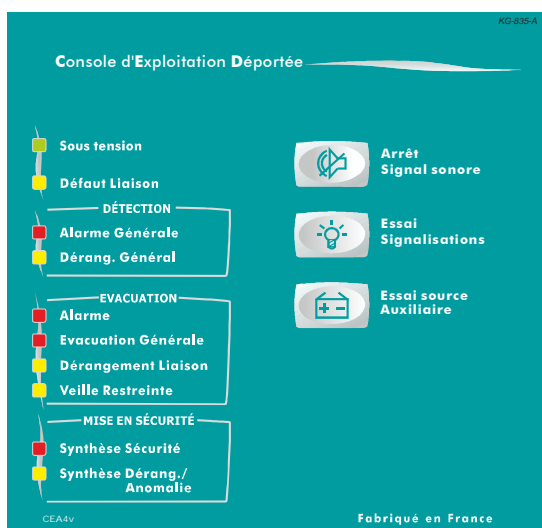 KG-835-A
Console d'Exploitation Déportée
Sous tension
Défaut Liaison
DÉTECTION
Alarme Générale
Dérang. Général
EVACUATION
Alarme
Evacuation Générale
Dérangement Liaison
Veille Restreinte
MISE EN SÉCURITÉ
Synthèse Sécurité
Synthèse Dérang./
Anomalie
Arrêt
Signal sonore
Essai
Signalisations
Essai source
Auxiliaire
CEA4v
Fabriqué en France